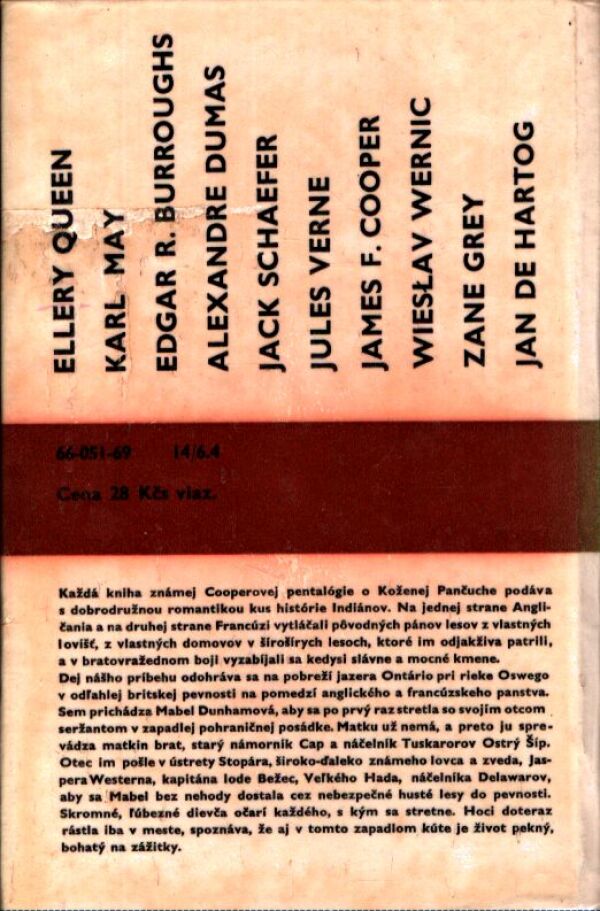 ELLERY QUEEN
KARL MAY
EDGAR R. BURROUGHS
ALEXANDRE DUMAS
JACK SCHAEFER
JULES VERNE
JAMES F. COOPER
WIESŁAV WERNIC
ZANE GREY
JAN DE HARTOG
66-051-69 14/6.4
Cena 28 Kčs viaz.
Každá kniha známej Cooperovej pentalógie o Koženej Pančuche podáva
s dobrodružnou romantikou kus histórie Indiánov. Na jednej strane Angli-
čania a na druhej strane Francúzi vytláčali pôvodných pánov lesov z vlastných
lovíšť, z vlastných domovov v šíroširych lesoch, ktoré im odjakživa patrili,
a v bratovražednom boji vyzabíjali sa kedysi slávne a mocné kmene.
Dej nášho príbehu odohráva sa na pobreží jazera Ontário pri rieke Oswego
v odľahlej britskej pevnosti na pomedzí anglického a francúzskeho panstva.
Sem prichádza Mabel Dunhamová, aby sa po prvý raz stretla so svojím otcom
seržantom v zapadlej pohraničnej posádke. Matku už nemá, a preto ju spre-
vádza matkin brat, starý námorník Cap a náčelník Tuskarorov Ostrý Šíp.
Otec im pošle v ústrety Stopára, široko-ďaleko známeho lovca a zveda, Jas-
pera Westerna, kapitána lode Bežec, Veľkého Hada, náčelníka Delawarov,
aby sa Mabel bez nehody dostala cez nebezpečné husté lesy do pevnosti.
Skromné, ľúbezné dievča očarí každého, s kým sa stretne. Hoci doteraz
rástla iba v meste, spoznáva, že aj v tomto zapadlom kúte je život pekný,
bohatý na zážitky.